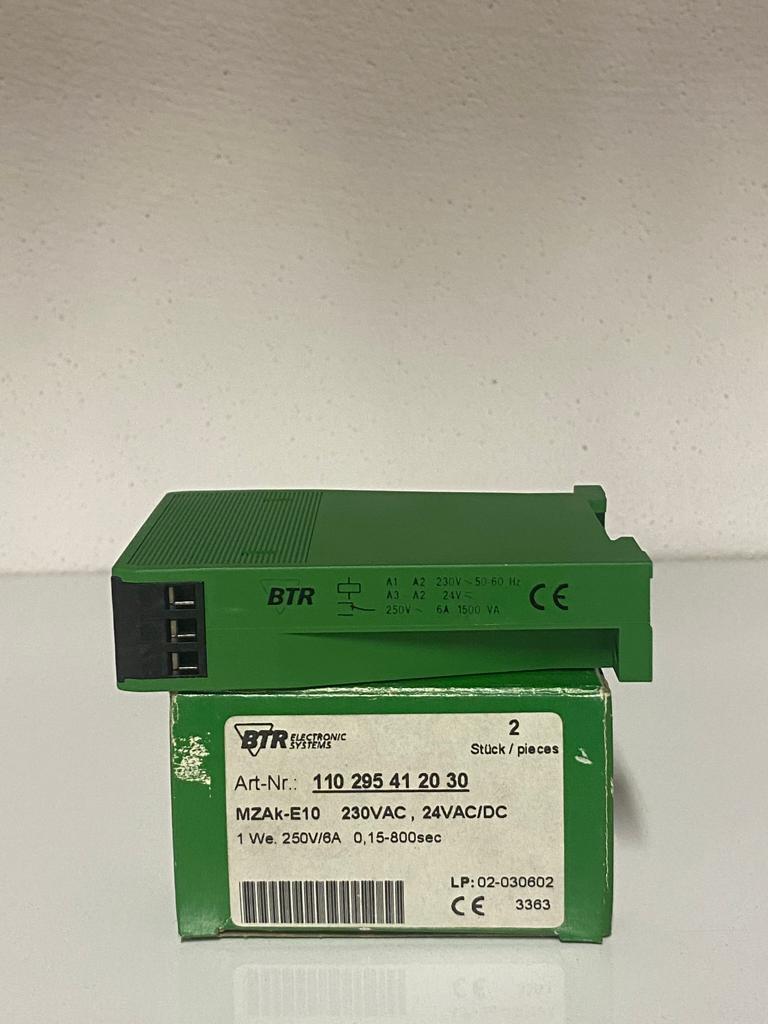 BTR
A1 A2 230V ~ 50-60 Hz
A3 A2 24V ≂
250V ~ 6A 1500 VA
CE
BTR ELECTRONIC SYSTEMS
2
Stück / pieces
Art-Nr.: 110 295 41 20 30
MZAk-E10 230VAC , 24VAC/DC
1 We. 250V/6A 0,15-800sec
LP: 02-030602
CE 3363